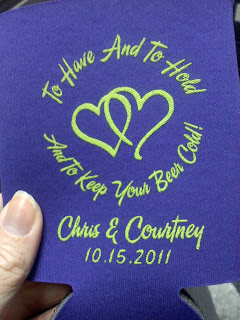 To Have And To Hold
And To Keep Your Beer Cold!
Chris & Courtney
10.15.2011